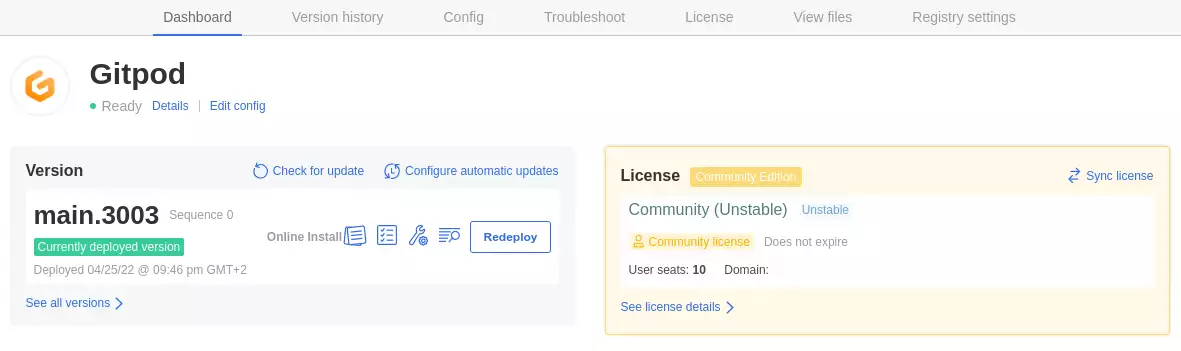 Dashboard Version history Config Troubleshoot License View files Registry settings
Gitpod
Ready Details Edit config
Version Check for update Configure automatic updates
main.3003 Sequence 0
Currently deployed version
Online Install
Redeploy
Deployed 04/25/22 @ 09:46 pm GMT+2
See all versions
License Community Edition Sync license
Community (Unstable) Unstable
Community license Does not expire
User seats: 10 Domain:
See license details